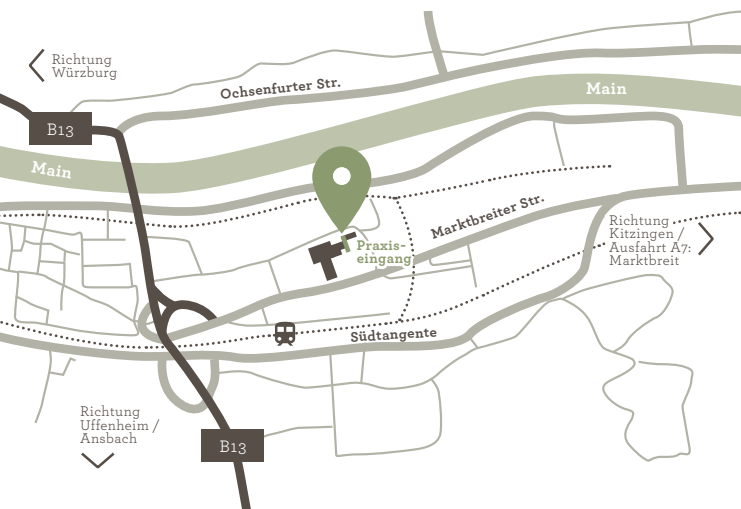 Richtung
Würzburg
Ochsenfurter Str.
Main
B13
Main
Marktbreiter Str.
Praxis-
eingang
Richtung
Kitzingen /
Ausfahrt A7:
Marktbreit
Südtangente
Richtung
Uffenheim /
Ansbach
B13